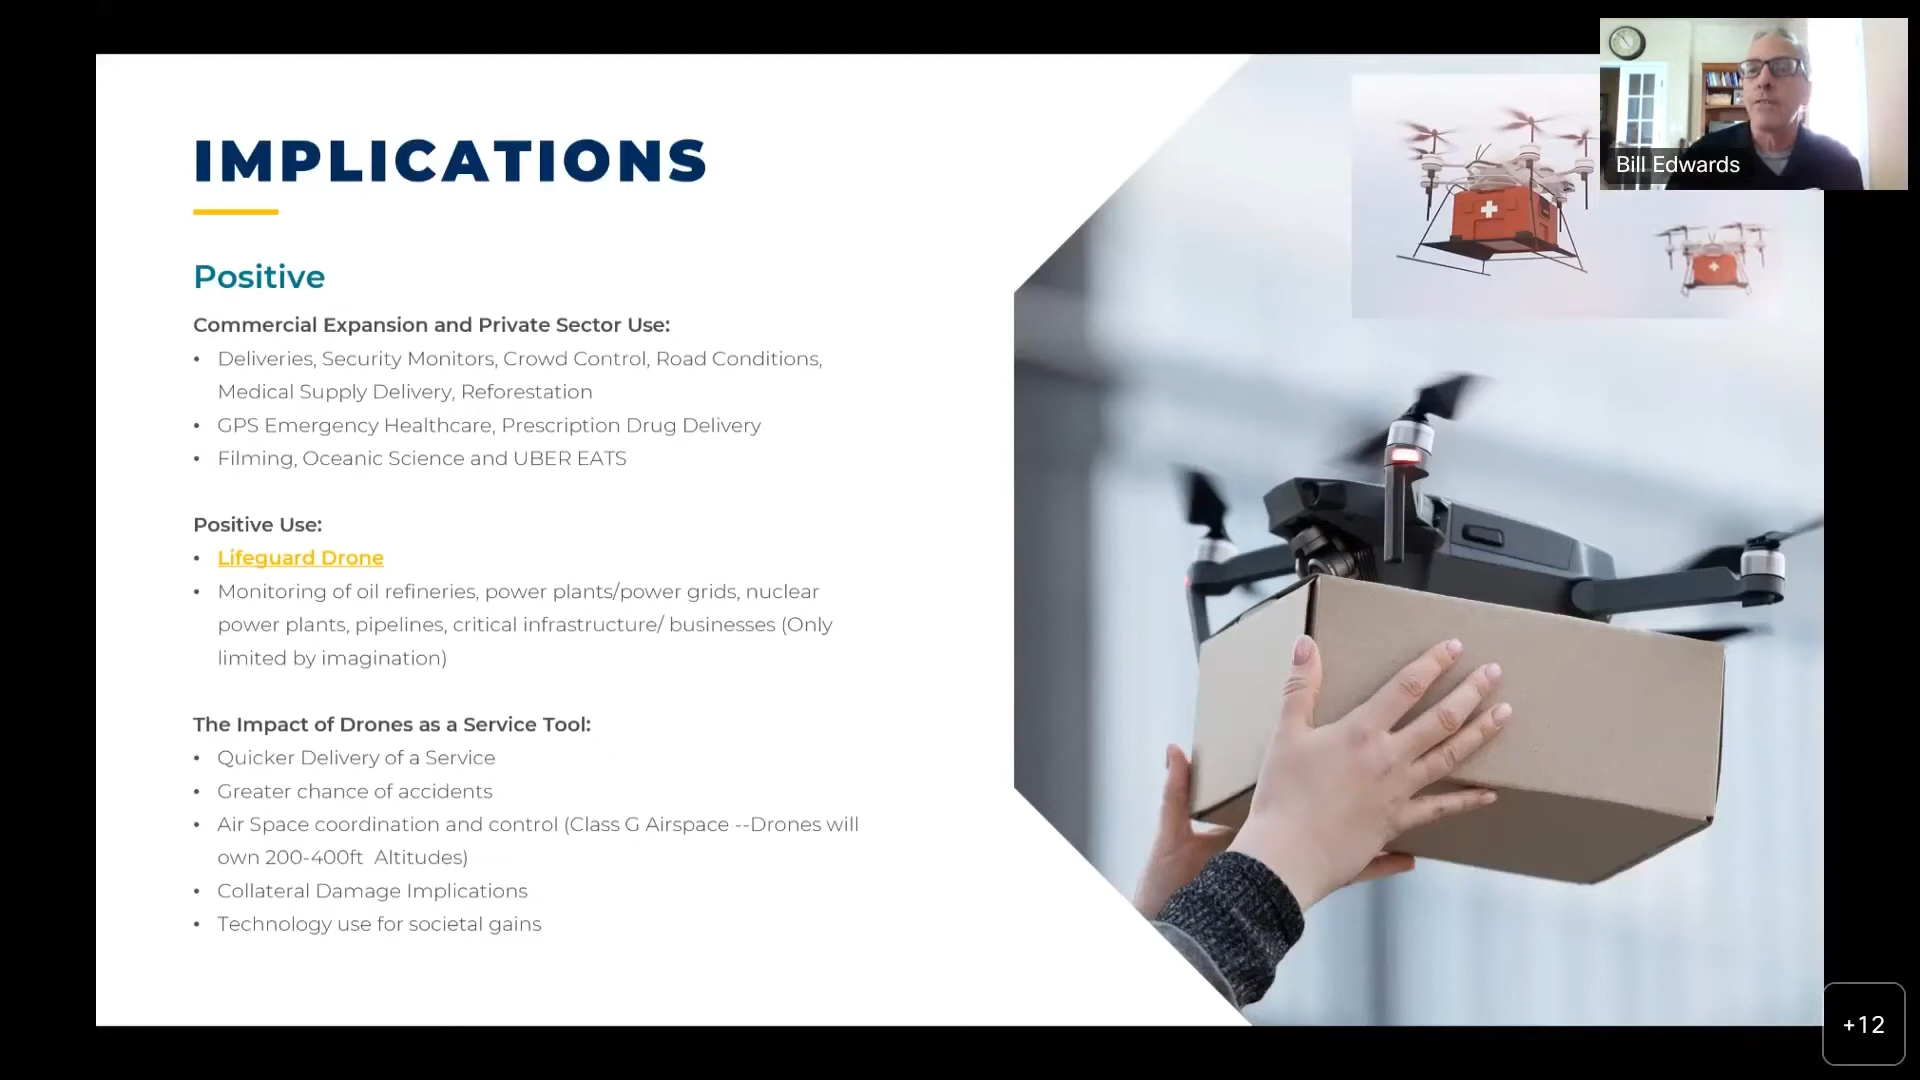 IMPLICATIONS
Positive
Commercial Expansion and Private Sector Use:
• Deliveries, Security Monitors, Crowd Control, Road Conditions,
Medical Supply Delivery, Reforestation
• GPS Emergency Healthcare, Prescription Drug Delivery
• Filming, Oceanic Science and UBER EATS
Positive Use:
• Lifeguard Drone
• Monitoring of oil refineries, power plants/power grids, nuclear
power plants, pipelines, critical infrastructure/ businesses (Only
limited by imagination)
The Impact of Drones as a Service Tool:
• Quicker Delivery of a Service
• Greater chance of accidents
• Air Space coordination and control (Class G Airspace --Drones will
own 200-400ft  Altitudes)
• Collateral Damage Implications
• Technology use for societal gains
Bill Edwards
+12